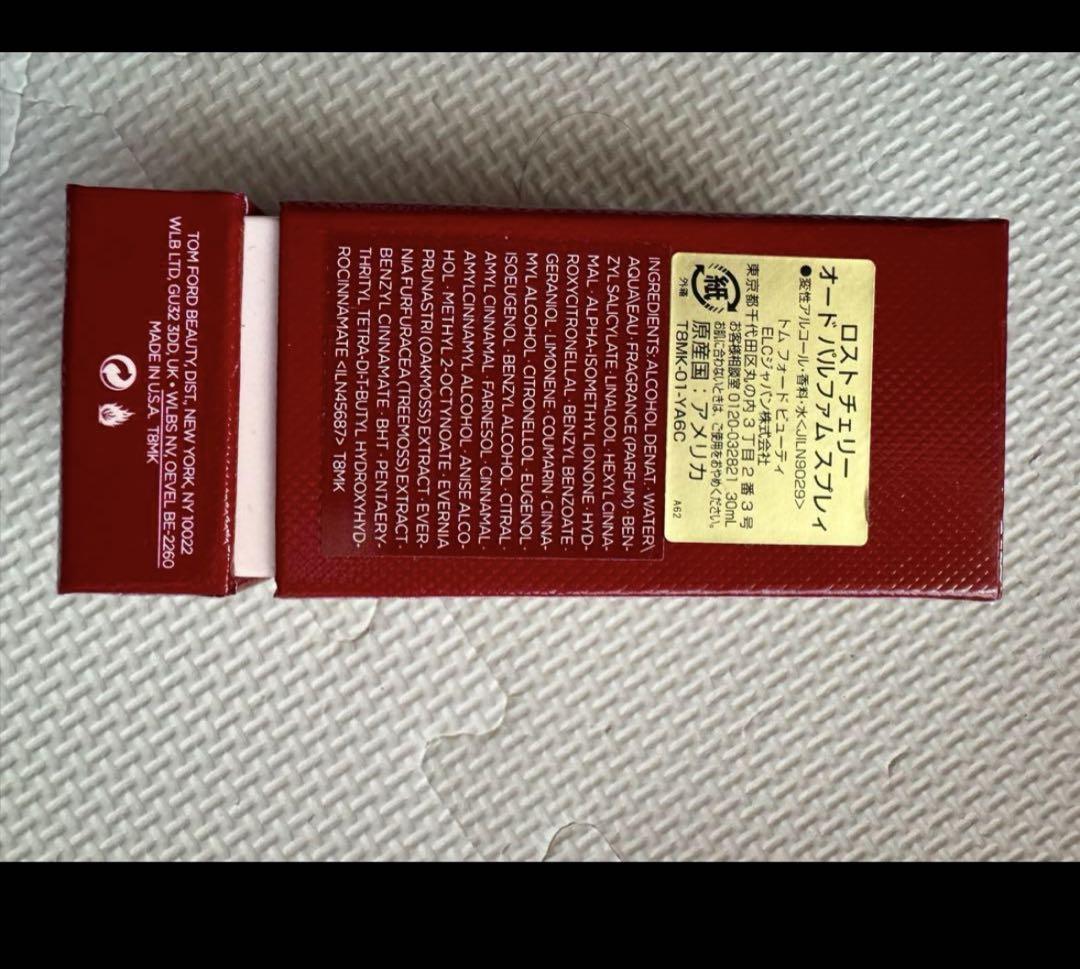 ロスト チェリー
オード パルファム スプレィ
●変性アルコール・香料・水<JILN9029>
トム フォード ビューティ
ELCジャパン株式会社
東京都千代田区丸の内3丁目2番3号
お客様相談室 0120-032821 30mL
お肌に合わないときは、ご使用をおやめください。
紙
外箱
原産国:アメリカ
T8MK-01-YA6C
A62
INGREDIENTS: ALCOHOL DENAT. · WATER\
AQUA\EAU · FRAGRANCE (PARFUM) · BEN-
ZYL SALICYLATE · LINALOOL · HEXYL CINNA-
MAL · ALPHA-ISOMETHYL IONONE · HYD-
ROXYCITRONELLAL · BENZYL BENZOATE ·
GERANIOL · LIMONENE · COUMARIN · CINNA-
MYL ALCOHOL · CITRONELLOL · EUGENOL ·
ISOEUGENOL · BENZYL ALCOHOL · CITRAL ·
AMYL CINNAMAL · FARNESOL · CINNAMAL ·
AMYLCINNAMYL ALCOHOL · ANISE ALCO-
HOL · METHYL 2-OCTYNOATE · EVERNIA
PRUNASTRI (OAKMOSS) EXTRACT · EVER-
NIA FURFURACEA (TREEMOSS) EXTRACT ·
BENZYL CINNAMATE · BHT · PENTAERY-
THRITYL TETRA-DI-T-BUTYL HYDROXYHYD-
ROCINNAMATE <ILN45687> T8MK
TOM FORD BEAUTY, DIST. NEW YORK, NY 10022
WLB LTD, GU32 3DD, UK • WLBS NV, OEVEL BE-2260
MADE IN U.S.A. T8MK